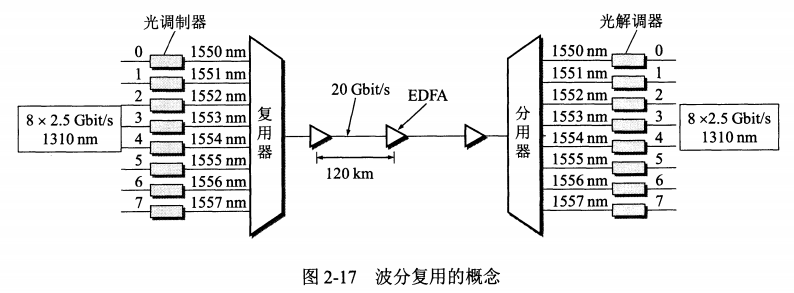 光调制器
光解调器
0 1550 nm
1 1551 nm
2 1552 nm
3 1553 nm
4 1554 nm
5 1555 nm
6 1556 nm
7 1557 nm
8 × 2.5 Gbit/s
1310 nm
复用器
20 Gbit/s
EDFA
120 km
分用器
1550 nm 0
1551 nm 1
1552 nm 2
1553 nm 3
1554 nm 4
1555 nm 5
1556 nm 6
1557 nm 7
8 ×2.5 Gbit/s
1310 nm
图 2-17 波分复用的概念